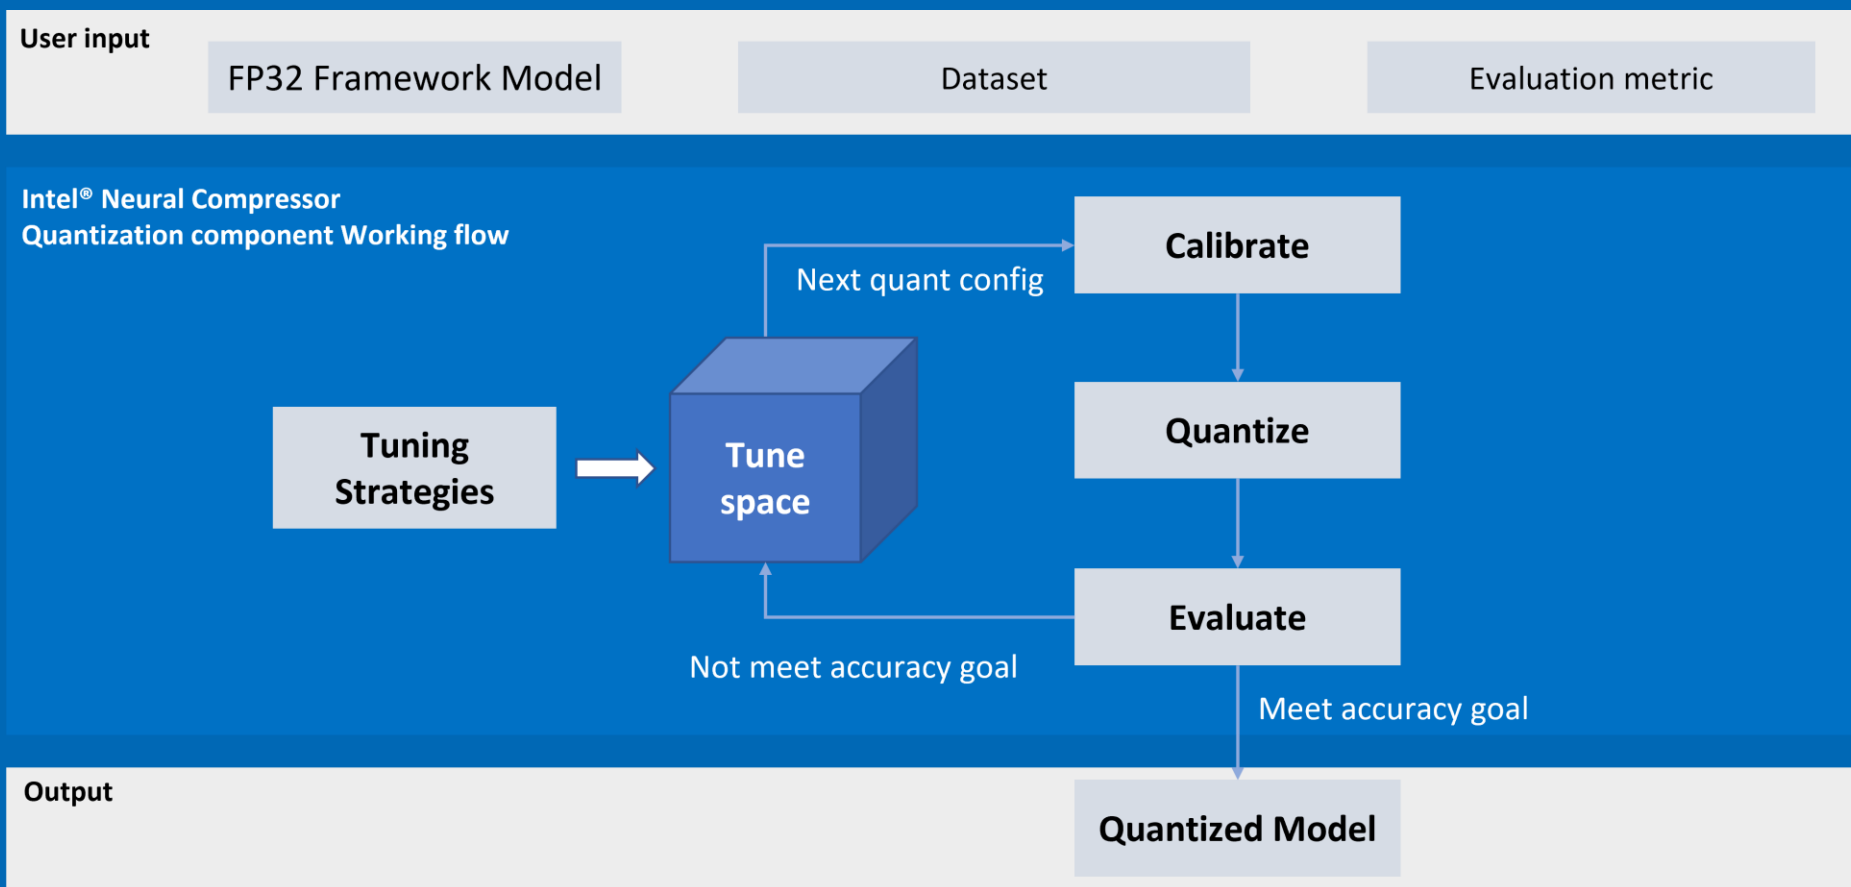 User input
FP32 Framework Model
Dataset
Evaluation metric
Intel® Neural Compressor
Quantization component Working flow
Calibrate
Next quant config
Quantize
Tuning
Strategies
Tune
space
Evaluate
Not meet accuracy goal
Meet accuracy goal
Output
Quantized Model